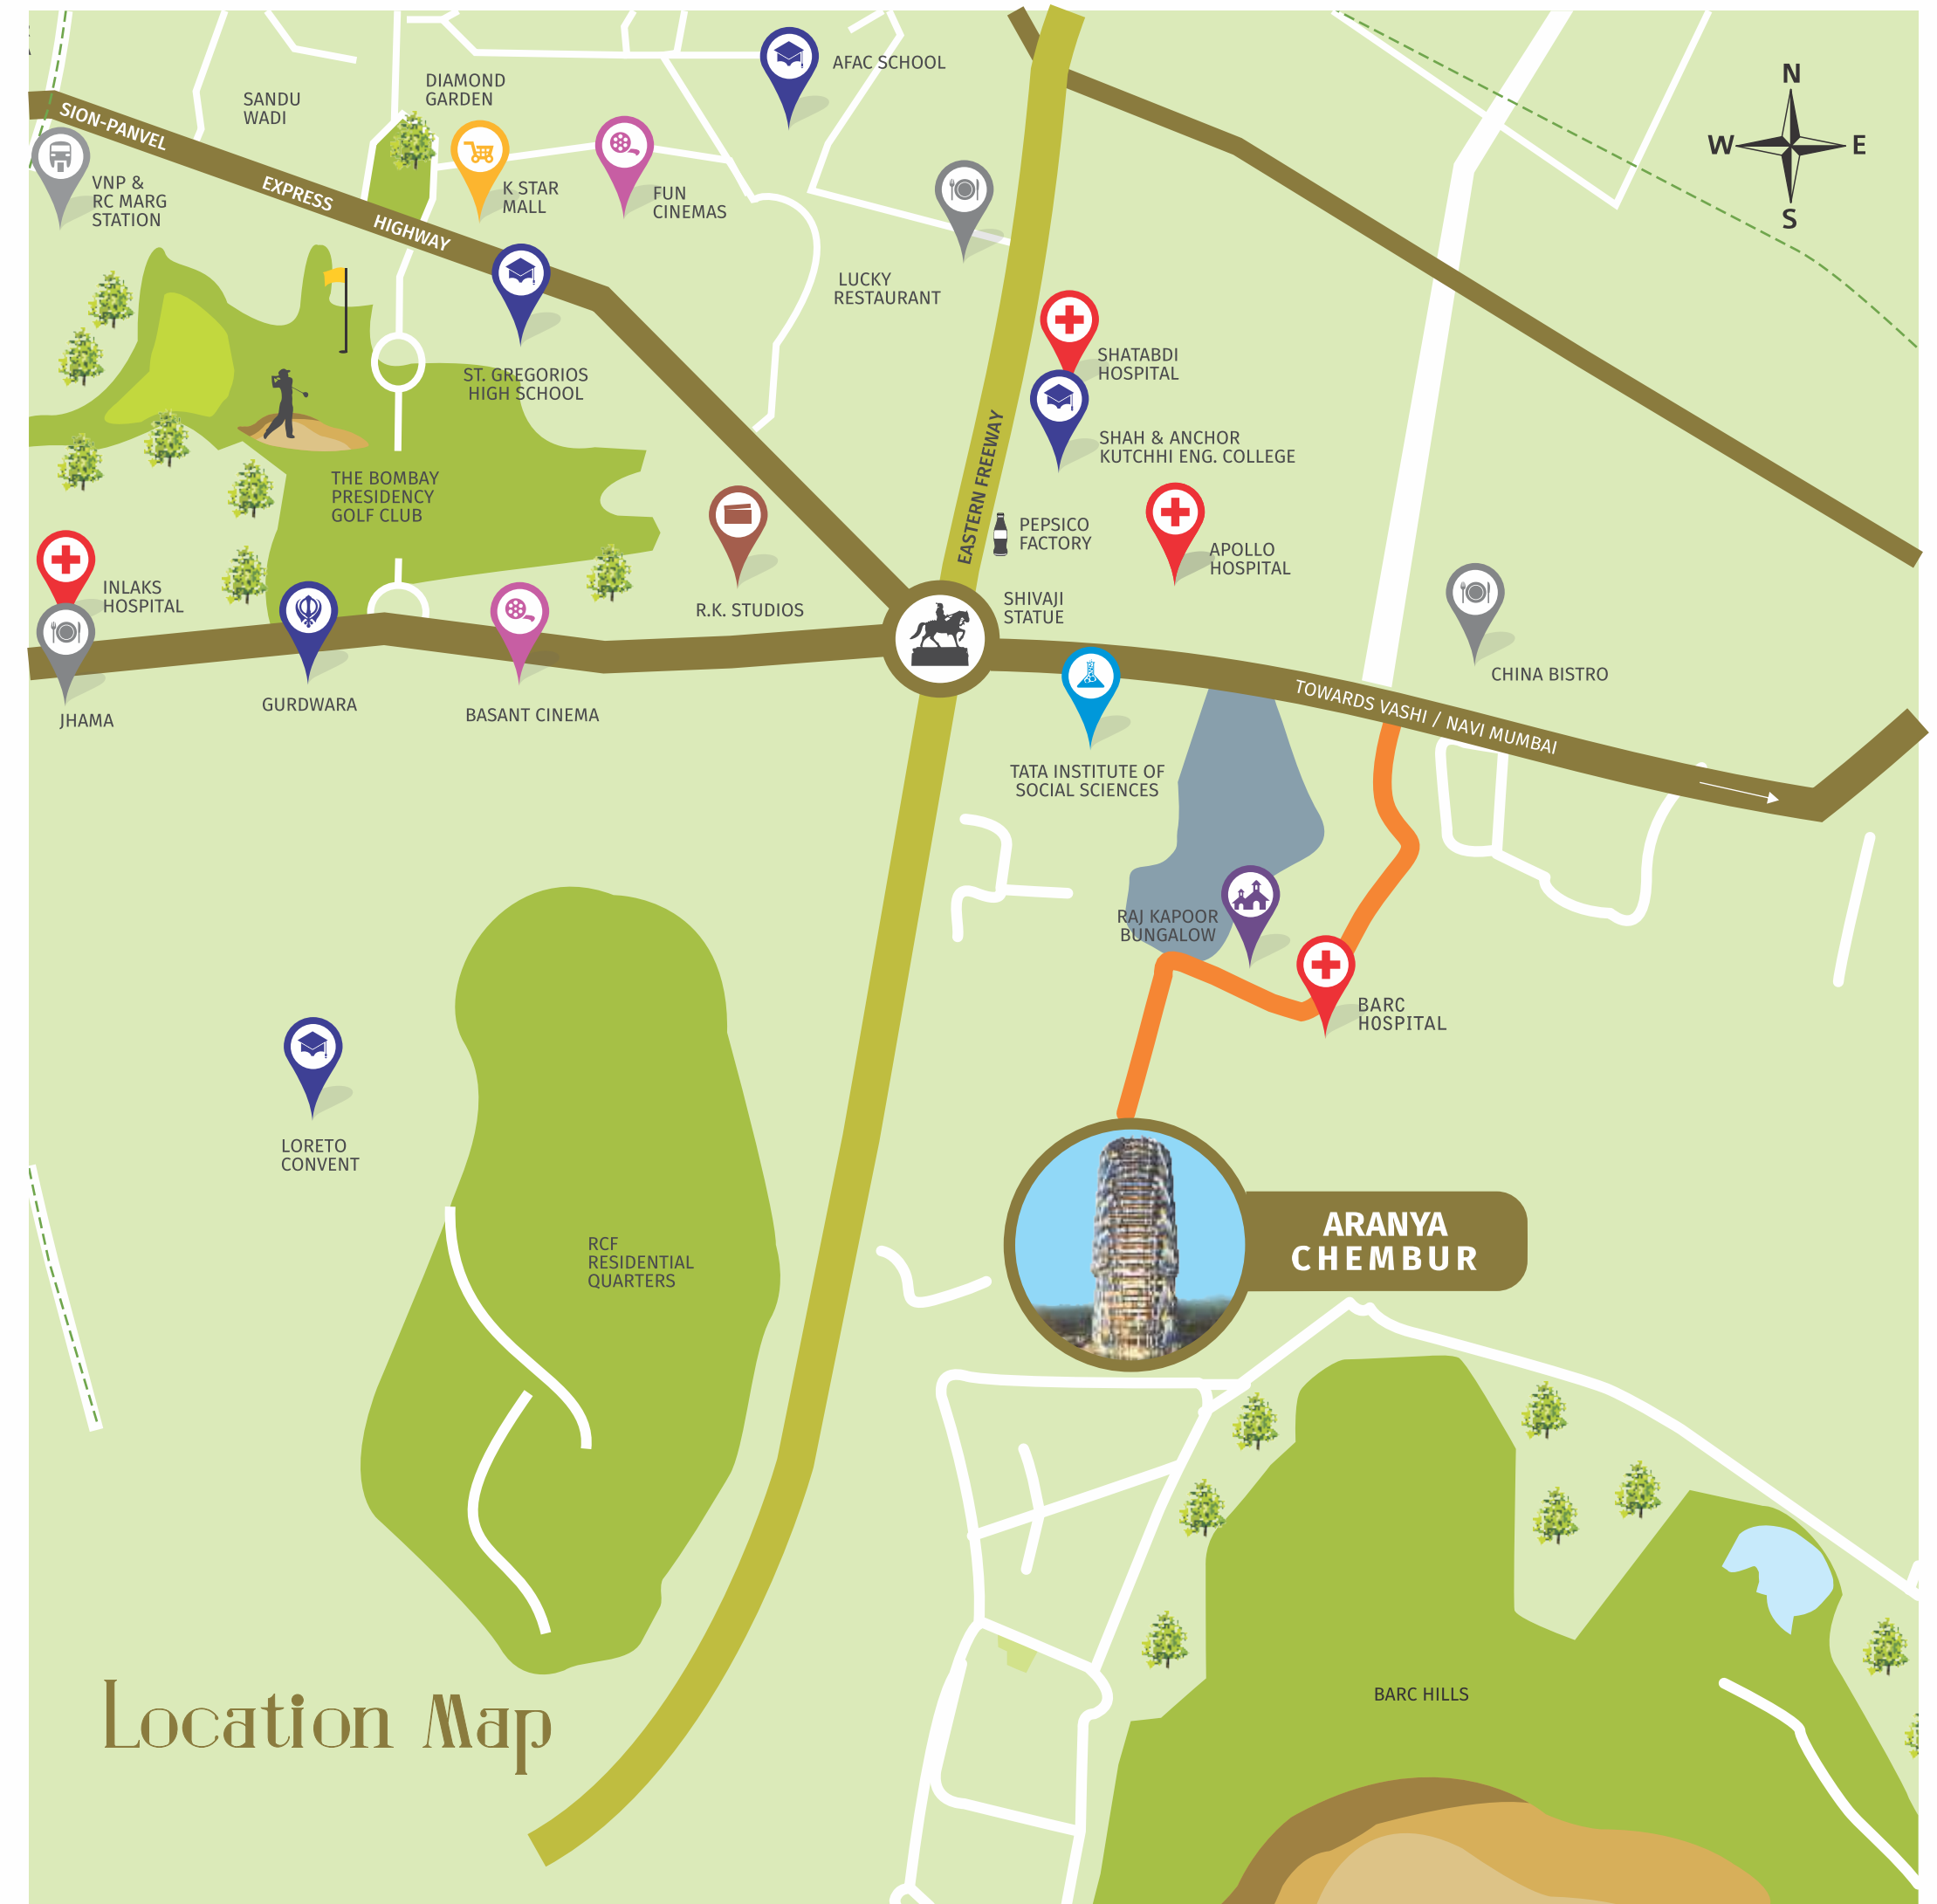 AFAC SCHOOL
DIAMOND
GARDEN
SANDU
WADI
N
W
E
S
SION-PANVEL
EXPRESS
HIGHWAY
VNP &
RC MARG
STATION
K STAR
MALL
FUN
CINEMAS
LUCKY
RESTAURANT
ST. GREGORIOS
HIGH SCHOOL
SHATABDI
HOSPITAL
SHAH & ANCHOR
KUTCHHI ENG. COLLEGE
EASTERN FREEWAY
THE BOMBAY
PRESIDENCY
GOLF CLUB
PEPSICO
FACTORY
APOLLO
HOSPITAL
INLAKS
HOSPITAL
R.K. STUDIOS
SHIVAJI
STATUE
CHINA BISTRO
JHAMA
GURDWARA
BASANT CINEMA
TOWARDS VASHI / NAVI MUMBAI
TATA INSTITUTE OF
SOCIAL SCIENCES
RAJ KAPOOR
BUNGALOW
BARC
HOSPITAL
LORETO
CONVENT
ARANYA
CHEMBUR
RCF
RESIDENTIAL
QUARTERS
BARC HILLS
Location Map